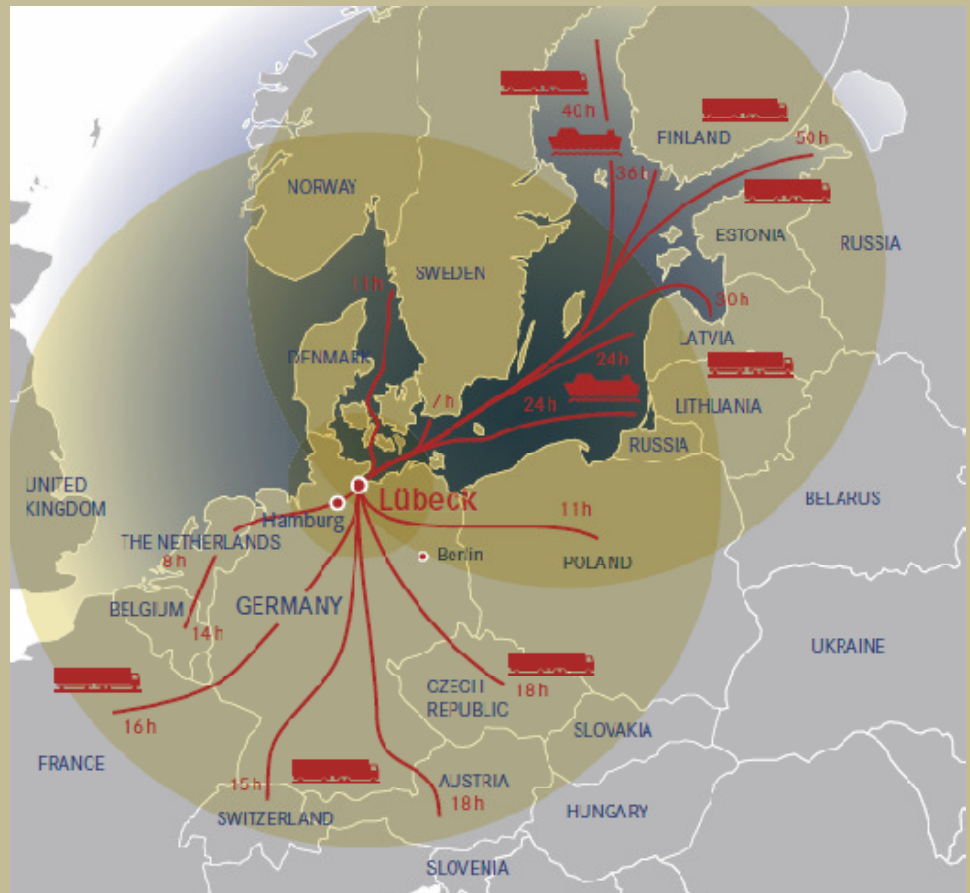 40h
FINLAND
50h
36h
NORWAY
ESTONIA
RUSSIA
SWEDEN
11h
30h
LATVIA
DENMARK
24h
7h
24h
LITHUANIA
RUSSIA
UNITED
KINGDOM
Lübeck
BELARUS
Hamburg
11h
THE NETHERLANDS
Berlin
8h
POLAND
BELGIUM
GERMANY
14h
UKRAINE
CZECH
REPUBLIC
18h
16h
SLOVAKIA
FRANCE
15h
AUSTRIA
18h
SWITZERLAND
HUNGARY
SLOVENIA